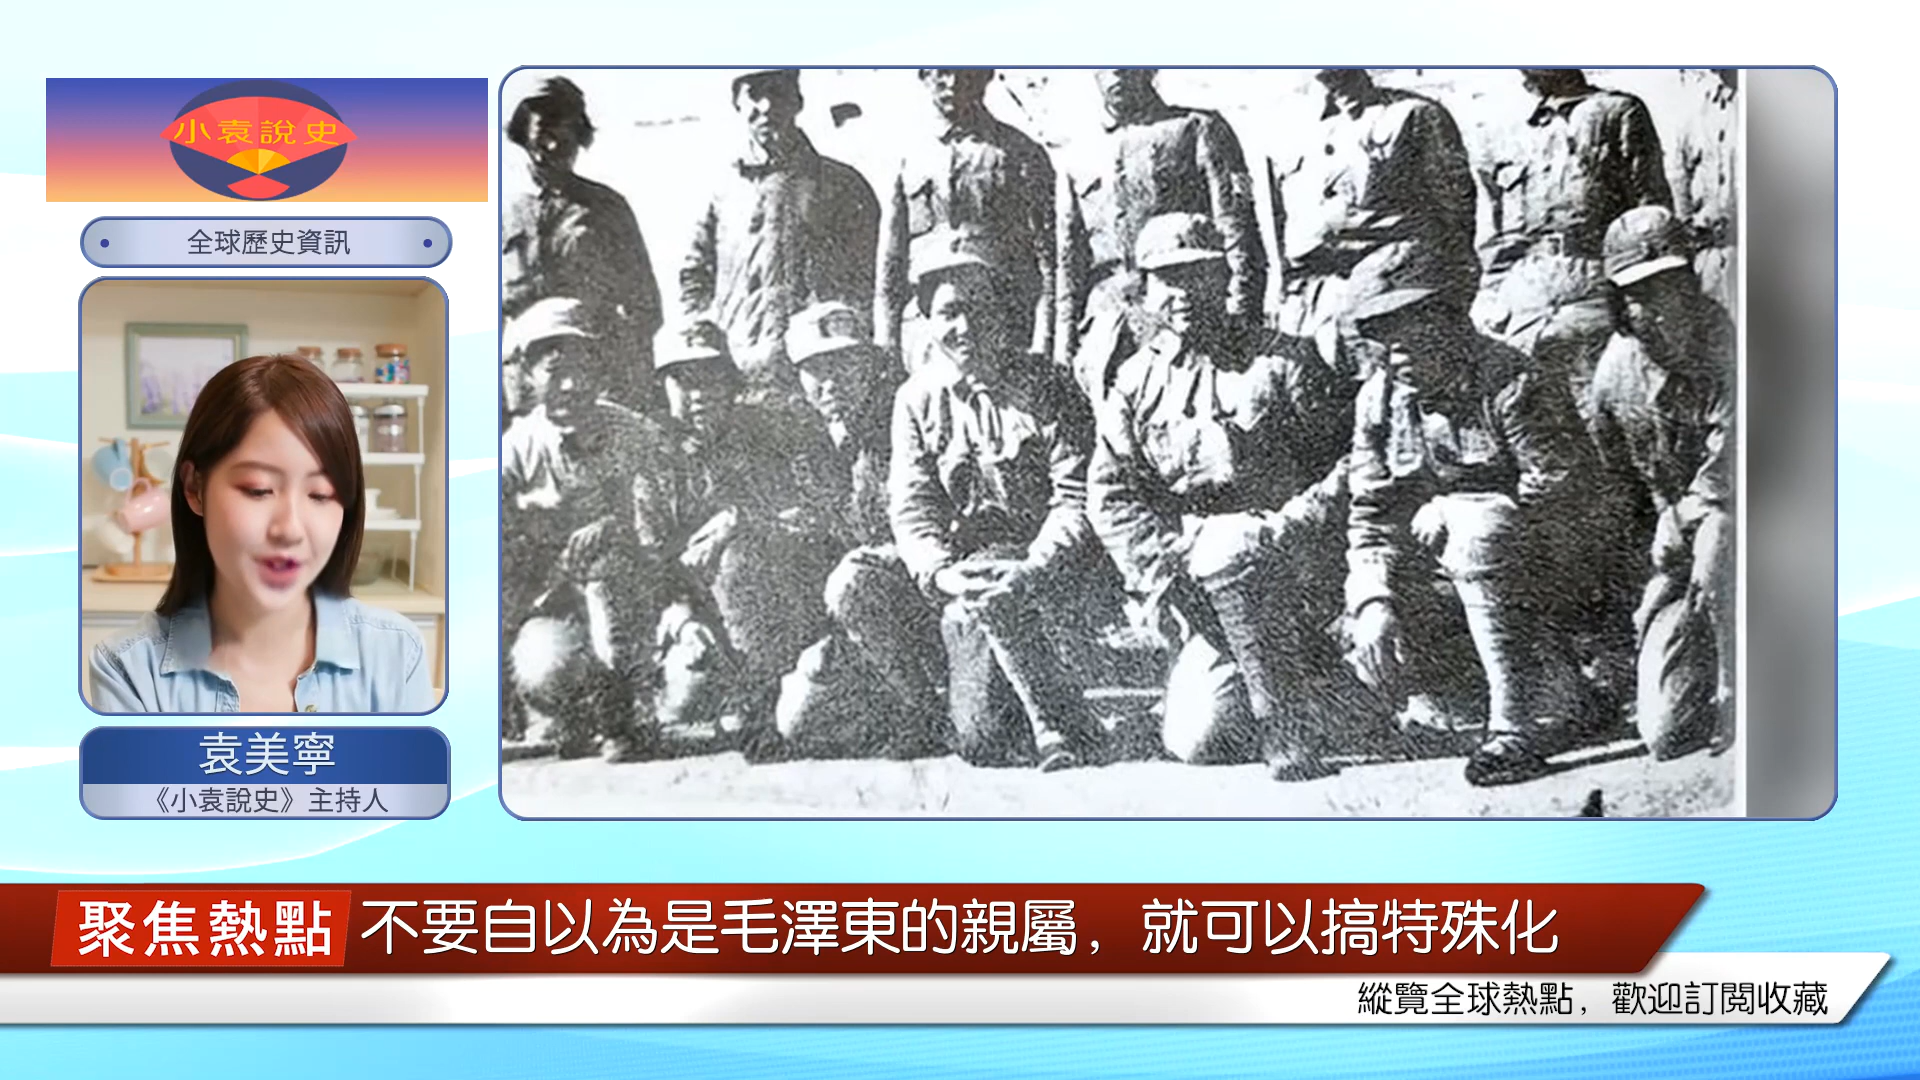 小袁說史
全球歷史資訊
袁美寧
《小袁說史》主持人
聚焦熱點
不要自以為是毛澤東的親屬，就可以搞特殊化
縱覽全球熱點，歡迎訂閲收藏